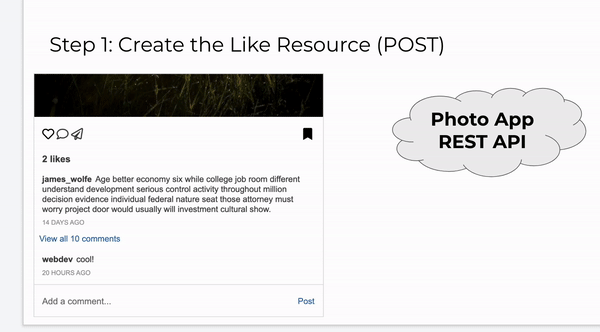 Step 1: Create the Like Resource (POST)
2 likes
james_wolfe Age better economy six while college job room different
understand development serious control activity throughout million
decision evidence individual federal nature seat those attorney must
worry project door would usually will investment cultural show.
14 DAYS AGO
View all 10 comments
webdev cool!
20 HOURS AGO
Add a comment... Post
Photo App
REST API